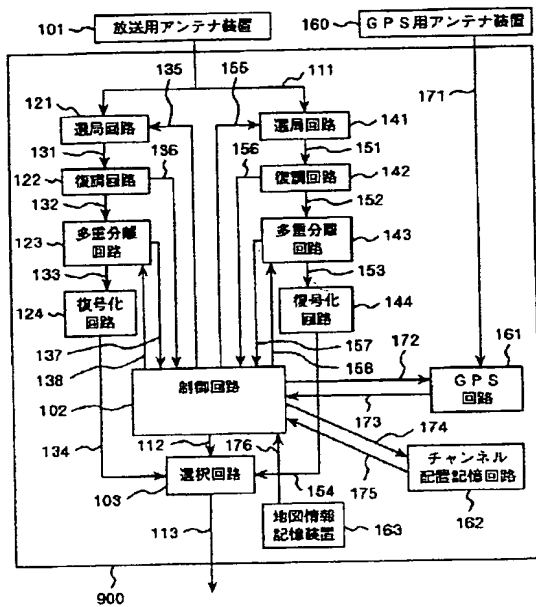 101
放送用アンテナ装置
160
GPS用アンテナ装置
135
155
111
171
121
選局回路
選局回路
141
131
136
156
151
122
復調回路
復調回路
142
132
152
123
多重分離
回路
多重分離
回路
143
133
153
124
復号化
回路
復号化
回路
144
137
138
157
158
172
161
GPS
回路
制御回路
102
173
174
134
112
176
175
チャンネル
配置記憶回路
162
選択回路
103
154
地図情報
記憶装置
163
113
900